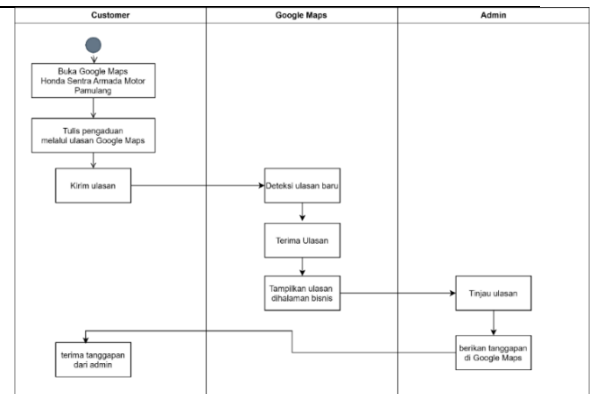 Customer
Google Maps
Admin
Buka Google Maps
Honda Sentra Armada Motor
Pamulang
Tulis pengaduan
melalui ulasan Google Maps
Kirim ulasan
Deteksi ulasan baru
Terima Ulasan
Tampilkan ulasan
dihalaman bisnis
Tinjau ulasan
berikan tanggapan
di Google Maps
terima tanggapan
dari admin